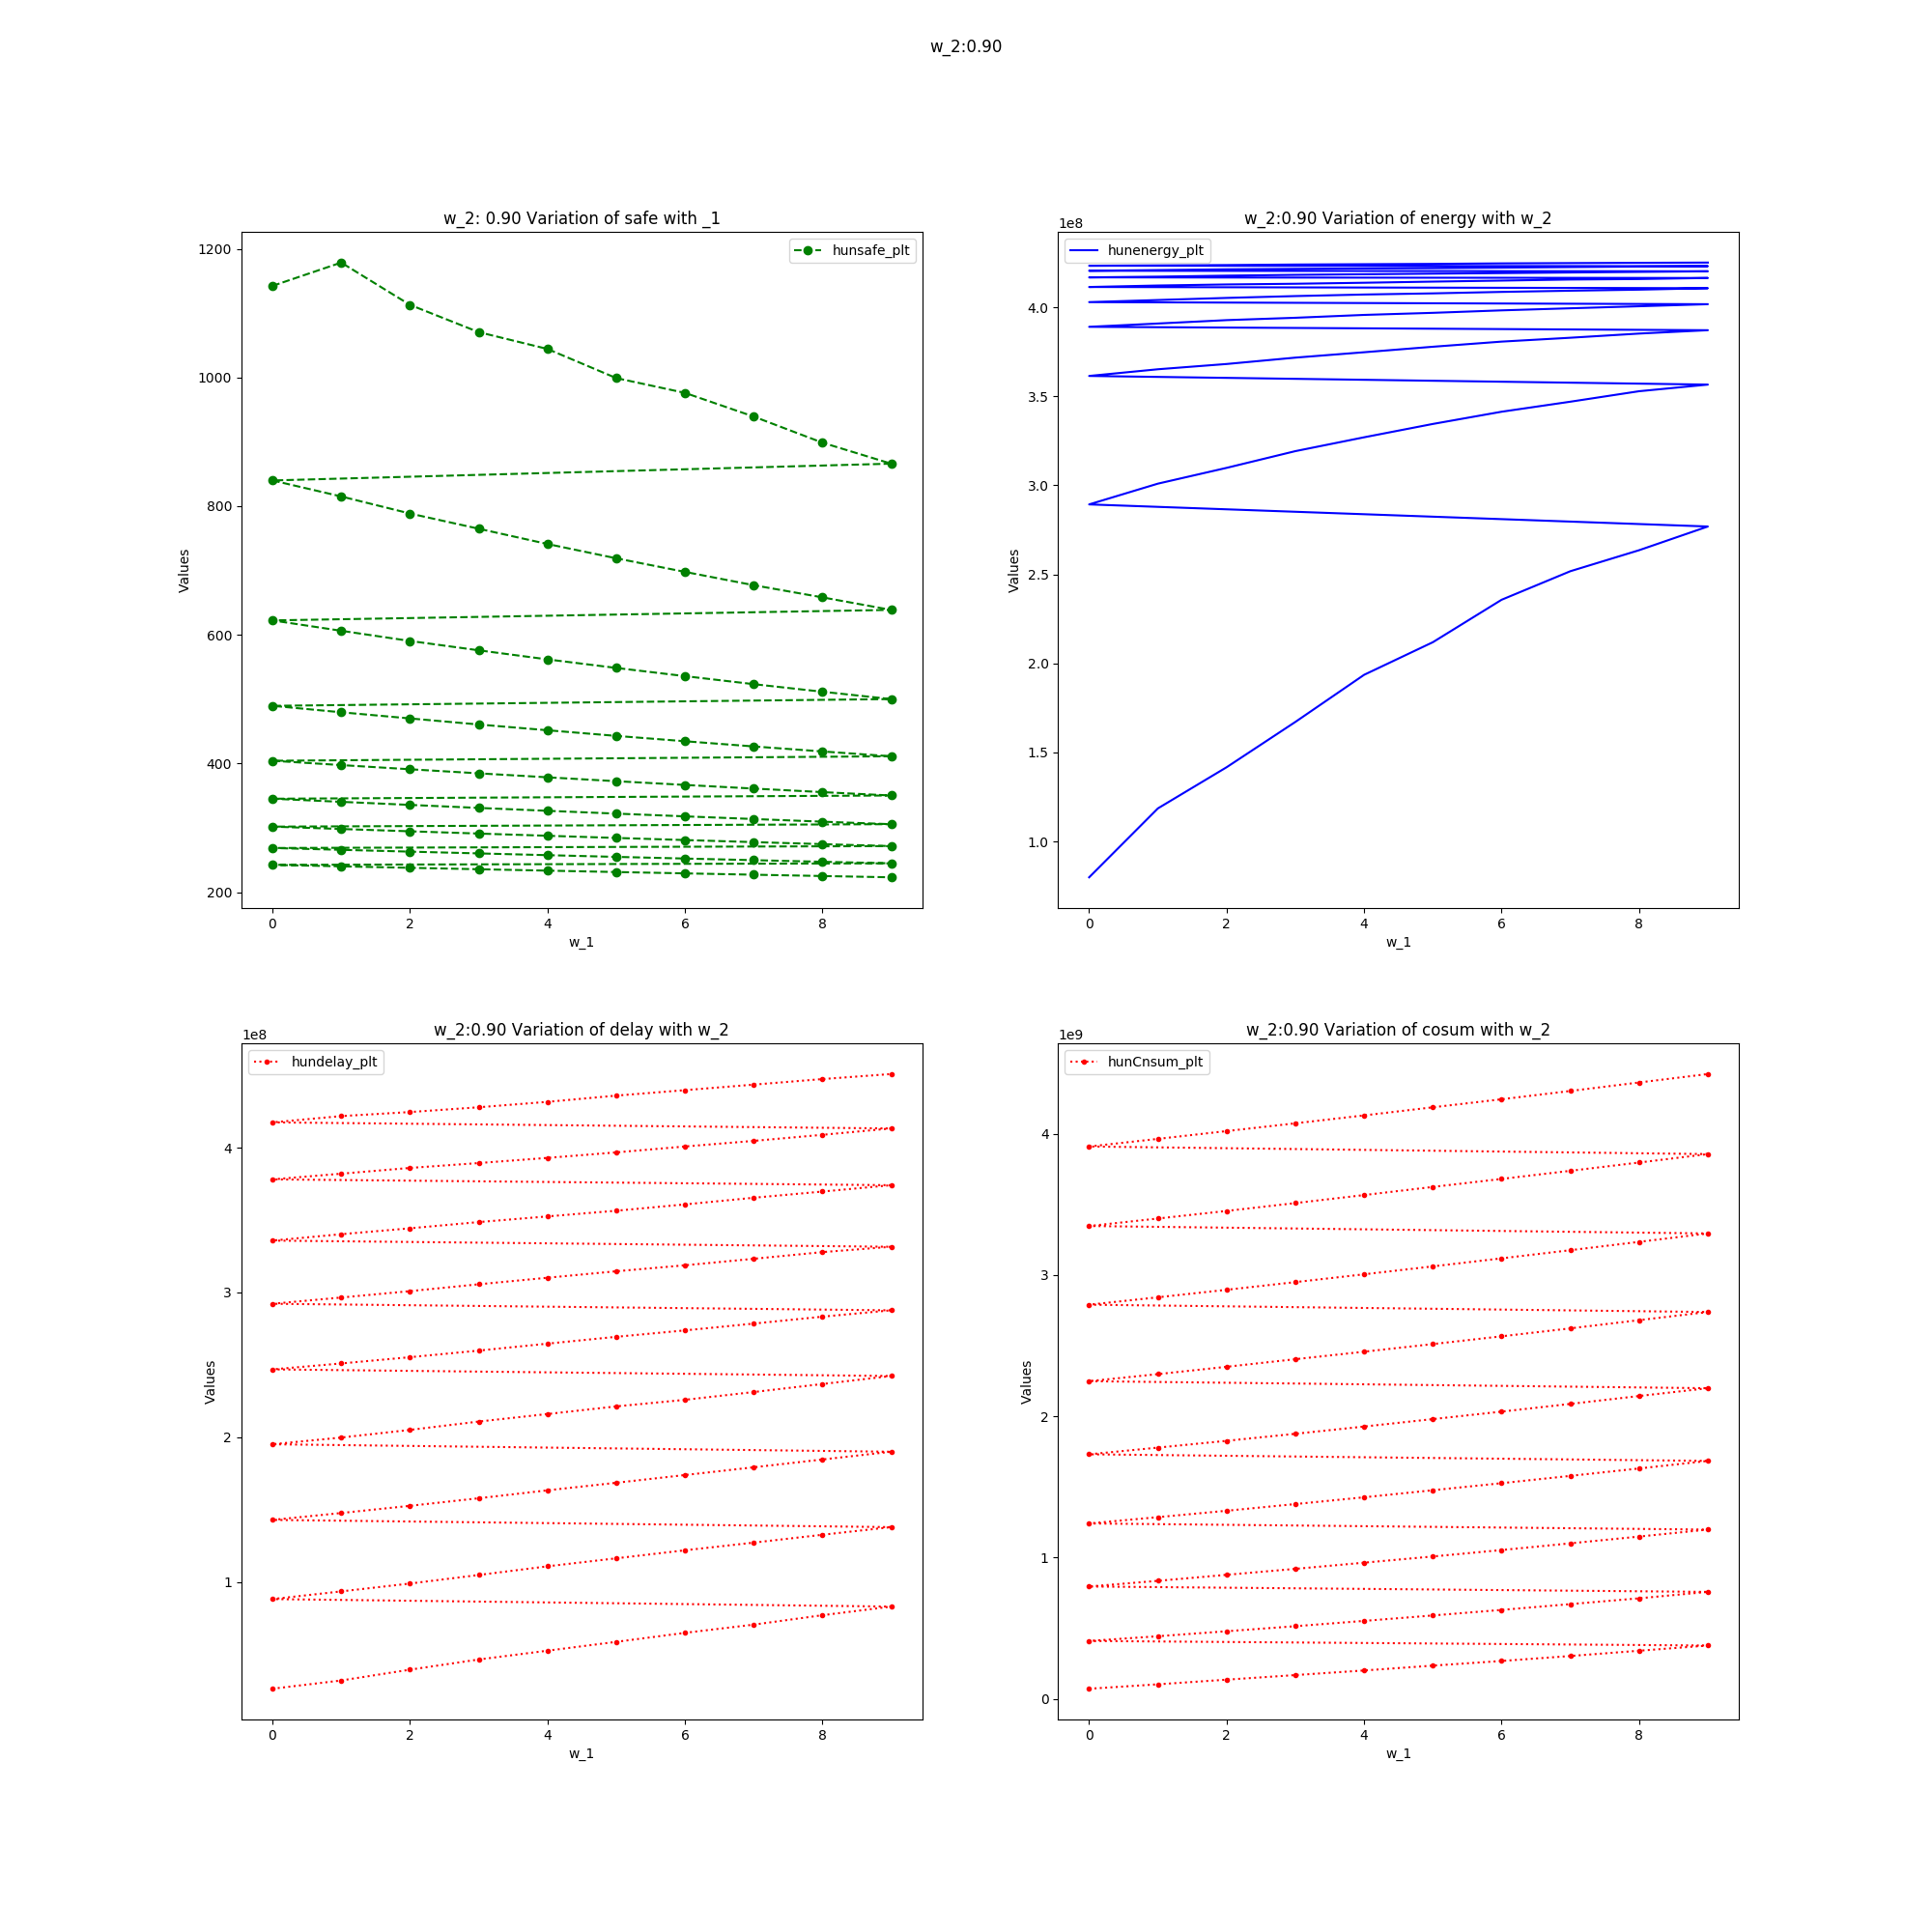 w_2:0.90
w_2: 0.90 Variation of safe with _1
hunsafe_plt
1200
1000
800
600
400
200
Values
0 2 4 6 8
w_1
w_2:0.90 Variation of energy with w_2
1e8
hunenergy_plt
4.0
3.5
3.0
2.5
2.0
1.5
1.0
Values
0 2 4 6 8
w_1
w_2:0.90 Variation of delay with w_2
1e8
hundelay_plt
4
3
2
1
Values
0 2 4 6 8
w_1
w_2:0.90 Variation of cosum with w_2
1e9
hunCnsum_plt
4
3
2
1
0
Values
0 2 4 6 8
w_1